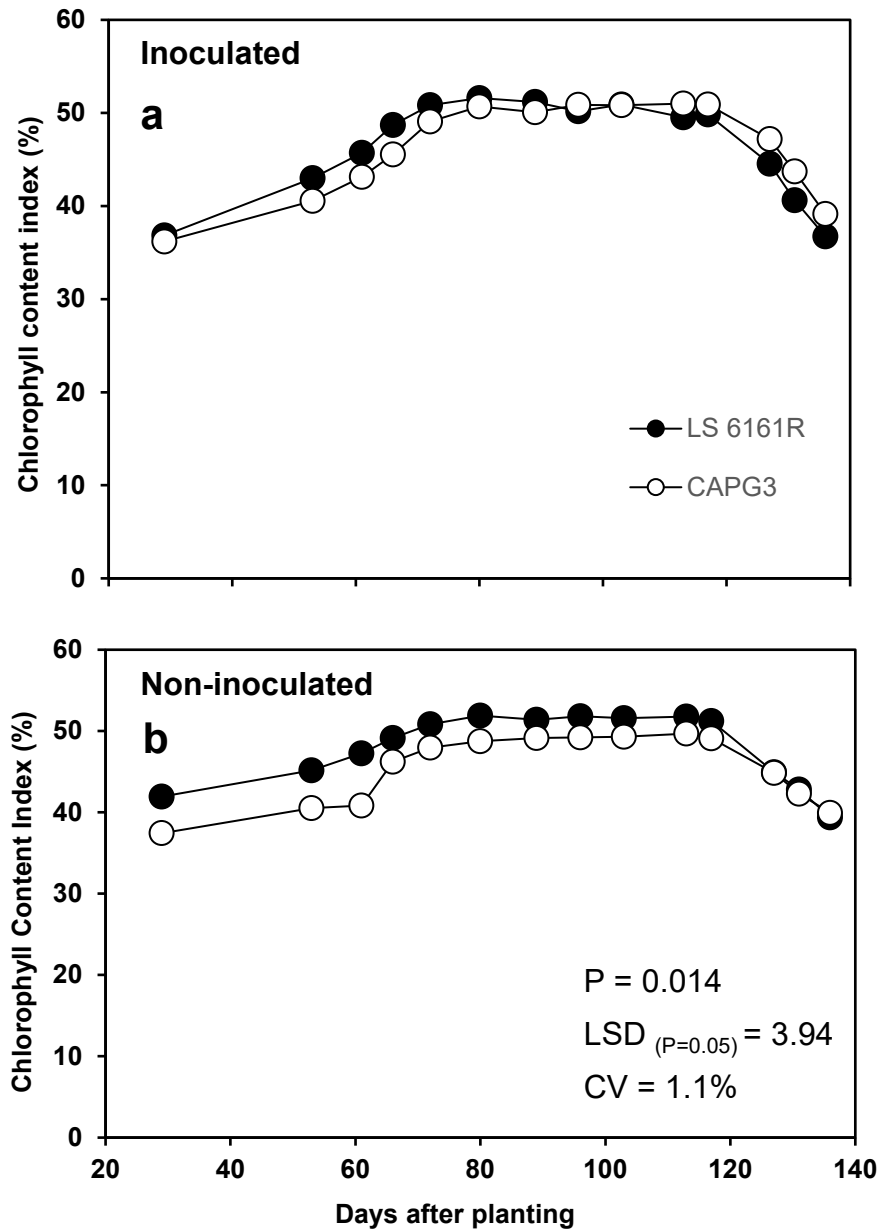 60
Inoculated
a
50
40
30
20
10
0
Chlorophyll content index (%)
LS 6161R
CAPG3
60
Non-inoculated
b
50
40
30
20
10
0
Chlorophyll Content Index (%)
P = 0.014
LSD (P=0.05) = 3.94
CV = 1.1%
20 40 60 80 100 120 140
Days after planting